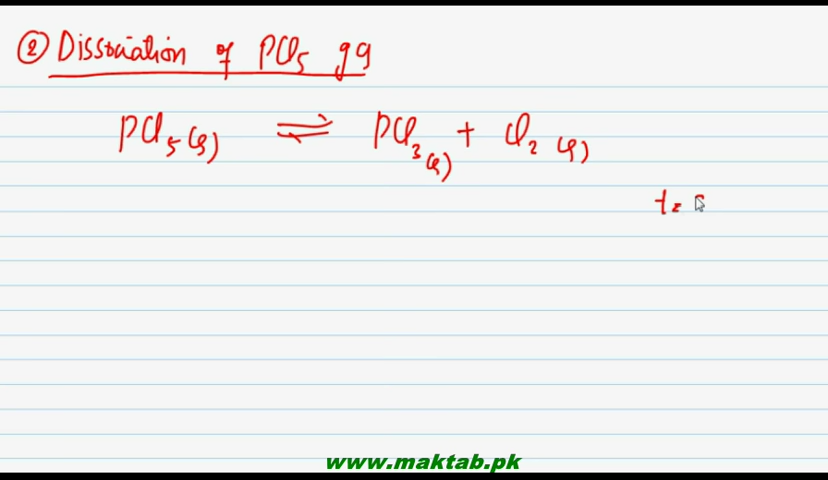 ② Dissociation of PCl5 gg
PCl5(g) ⇌ PCl3(g) + Cl2(g)
t=
www.maktab.pk